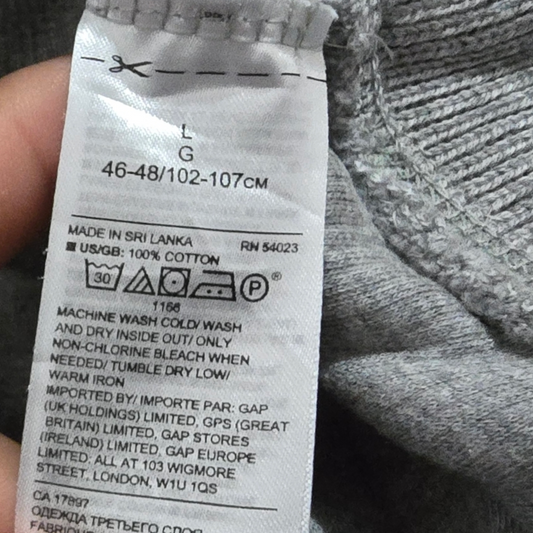 L
G
46-48/102-107CM
MADE IN SRI LANKA RN 54023
US/GB: 100% COTTON
30 P ®
1166
MACHINE WASH COLD/ WASH
AND DRY INSIDE OUT/ ONLY
NON-CHLORINE BLEACH WHEN
NEEDED/ TUMBLE DRY LOW/
WARM IRON
IMPORTED BY/ IMPORTE PAR: GAP
(UK HOLDINGS) LIMITED, GPS (GREAT
BRITAIN) LIMITED, GAP STORES
(IRELAND) LIMITED, GAP EUROPE
LIMITED: ALL AT 103 WIGMORE
STREET, LONDON, W1U 1QS
CA 17897
ОДЕЖДА ТРЕТЬЕГО СЛОЯ